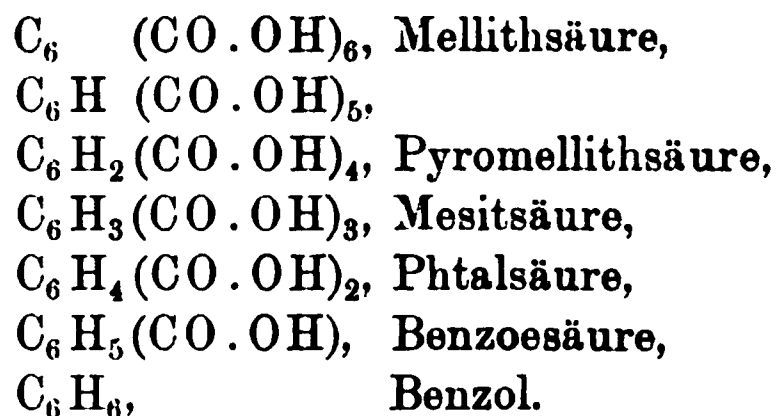 C₆ (CO.OH)₆, Mellithsäure,
C₆H (CO.OH)₅,
C₆H₂(CO.OH)₄, Pyromellithsäure,
C₆H₃(CO.OH)₃, Mesitsäure,
C₆H₄(CO.OH)₂, Phtalsäure,
C₆H₅(CO.OH), Benzoesäure,
C₆H₆, Benzol.